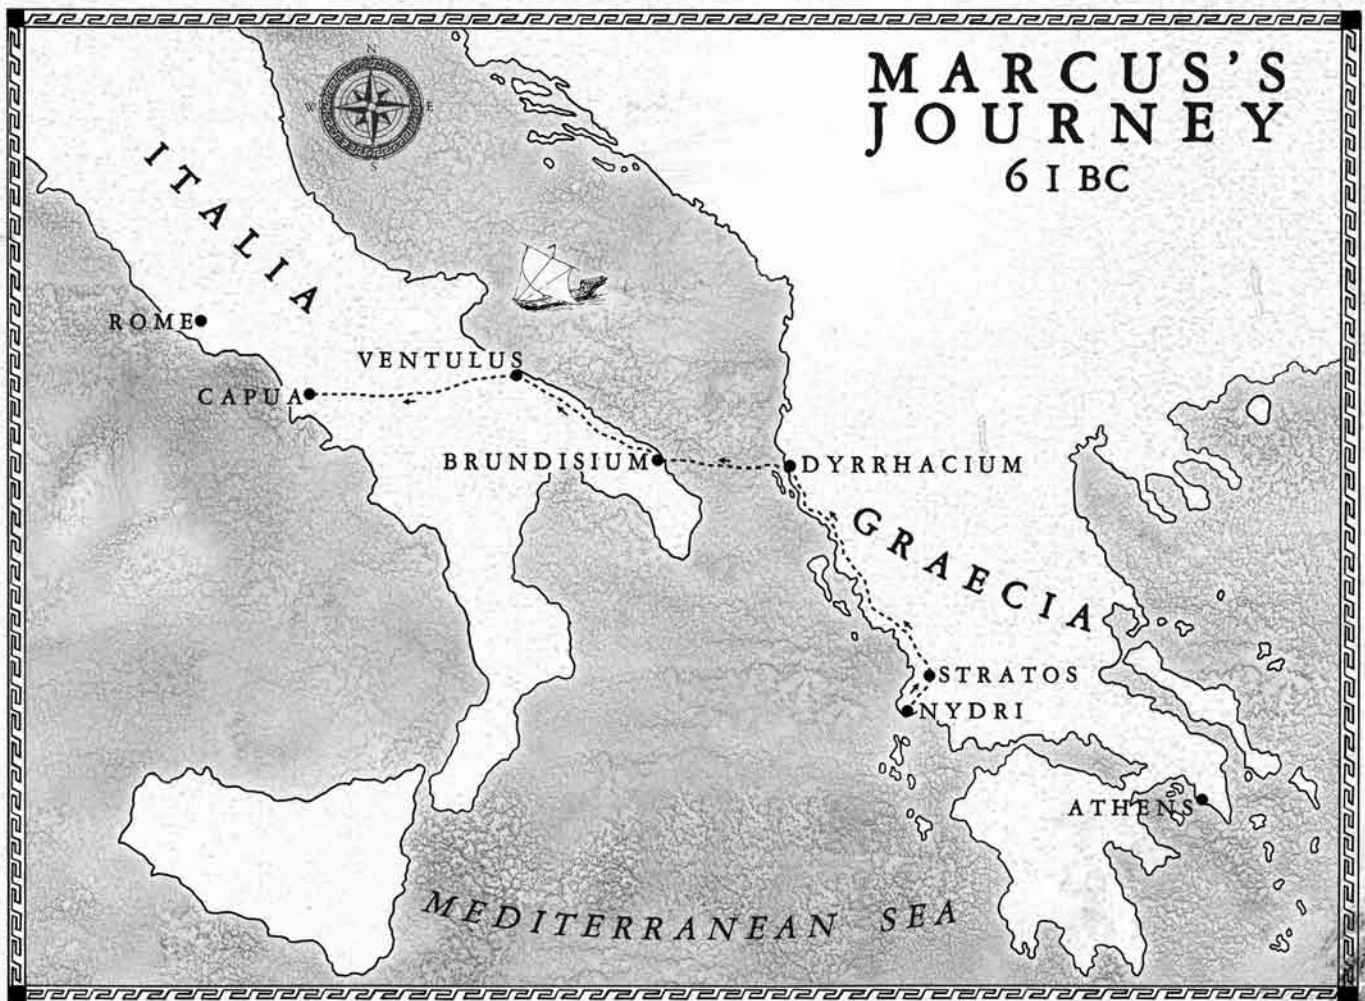 MARCUS'S
JOURNEY
61 BC
N
W
E
S
ITALIA
ROME
VENTULUS
CAPUA
BRUNDISIUM
DYRRHACIUM
GRAECIA
STRATOS
NYDRI
ATHENS
MEDITERRANEAN SEA